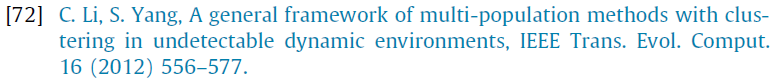 [72] C. Li, S. Yang, A general framework of multi-population methods with clus-
tering in undetectable dynamic environments, IEEE Trans. Evol. Comput.
16 (2012) 556–577.